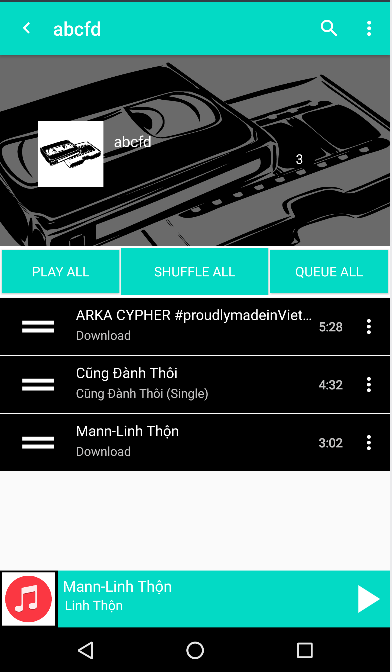 abcfd
abcfd
3
PLAY ALL
SHUFFLE ALL
QUEUE ALL
ARKA CYPHER #proudlymadeinViet...
5:28
Download
Cũng Đành Thôi
4:32
Cũng Đành Thôi (Single)
Mann-Linh Thộn
3:02
Download
Mann-Linh Thộn
Linh Thộn